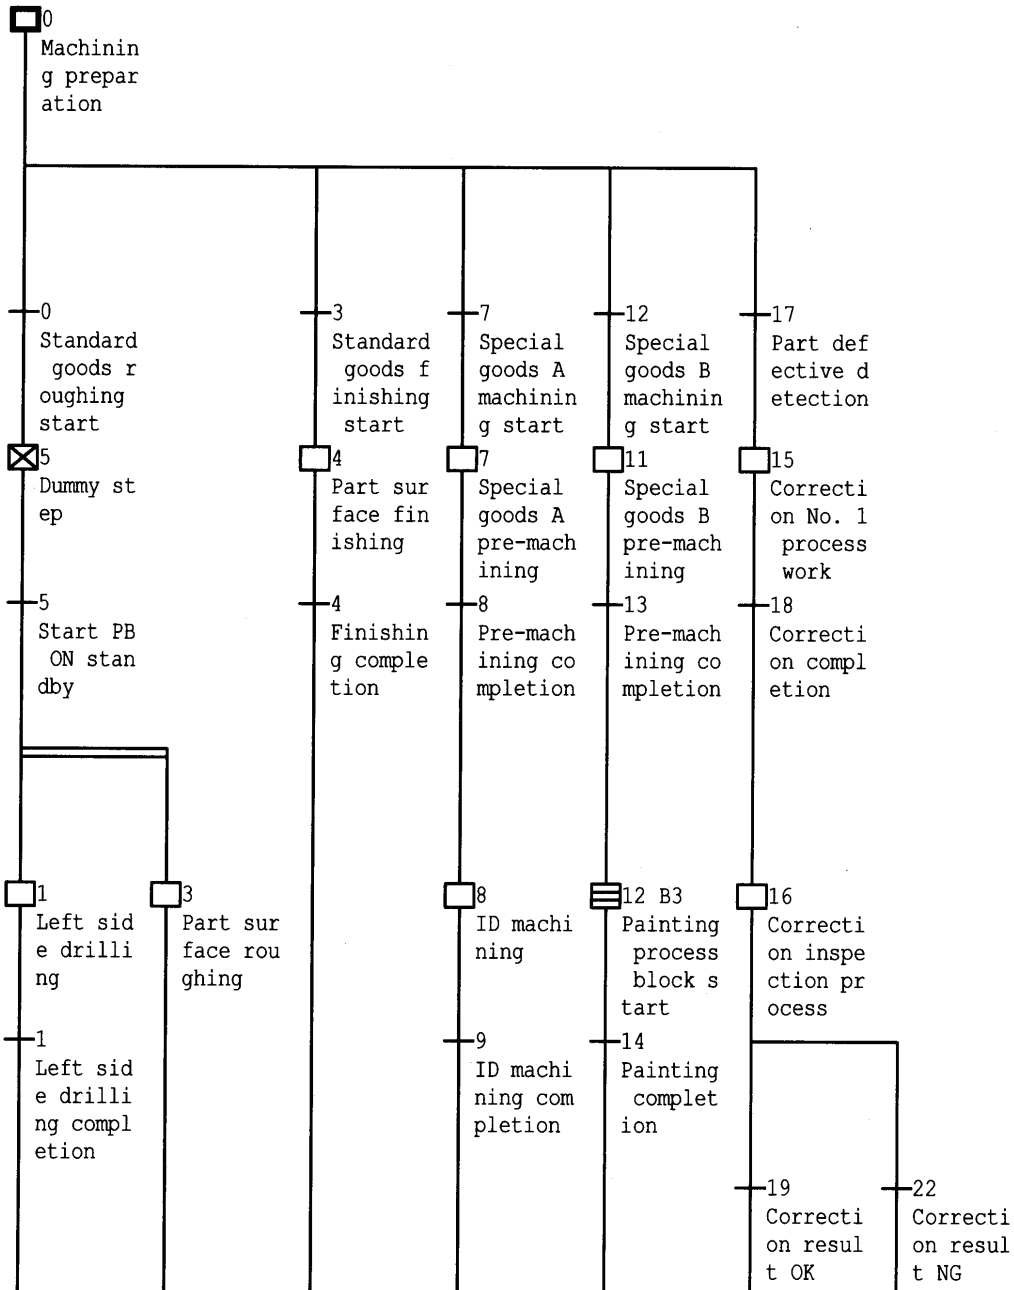 0
Machinin
g prepar
ation
0
Standard
goods r
oughing
start
3
Standard
goods f
inishing
start
7
Special
goods A
machinin
g start
12
Special
goods B
machinin
g start
17
Part def
ective d
etection
5
Dummy st
ep
4
Part sur
face fin
ishing
7
Special
goods A
pre-mach
ining
11
Special
goods B
pre-mach
ining
15
Correcti
on No. 1
process
work
5
Start PB
ON stan
dby
4
Finishin
g comple
tion
8
Pre-mach
ining co
mpletion
13
Pre-mach
ining co
mpletion
18
Correcti
on compl
etion
1
Left sid
e drilli
ng
3
Part sur
face rou
ghing
8
ID machi
ning
12 B3
Painting
process
block s
tart
16
Correcti
on inspe
ction pr
ocess
1
Left sid
e drilli
ng compl
etion
9
ID machi
ning com
pletion
14
Painting
complet
ion
19
Correcti
on resul
t OK
22
Correcti
on resul
t NG